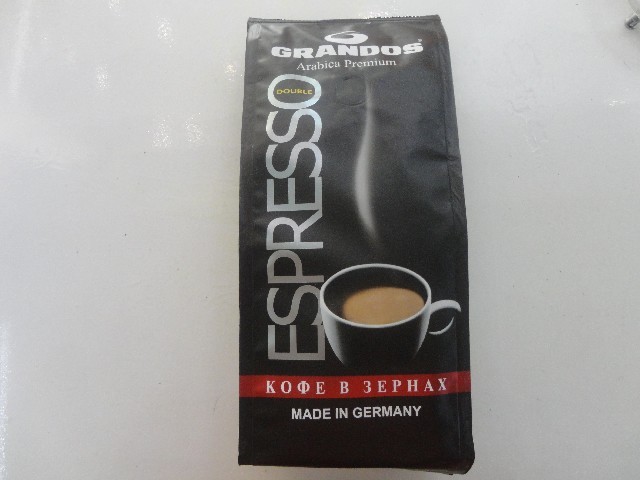 GRANDOS
Arabica Premium
DOUBLE
ESPRESSO
КОФЕ В ЗЕРНАХ
MADE IN GERMANY